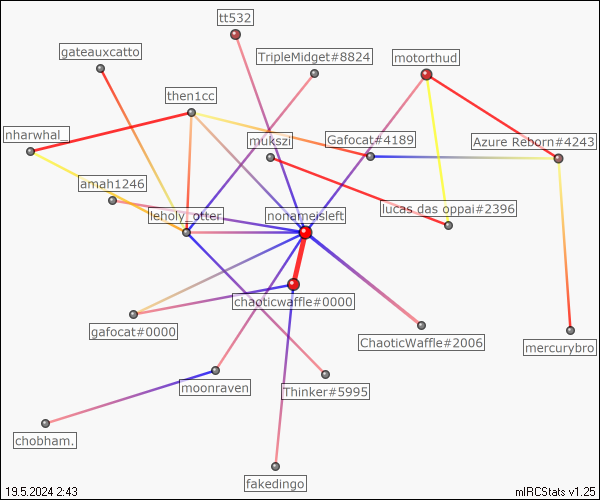 tt532
gateauxcatto
TripleMidget#8824
motorthud
then1cc
nharwhal_
mukszi
Gafocat#4189
Azure Reborn#4243
amah1246
leholy_otter
nonameisleft
lucas das oppai#2396
chaoticwaffle#0000
gafocat#0000
ChaoticWaffle#2006
mercurybro
moonraven
Thinker#5995
chobham.
fakedingo
19.5.2024 2:43
mIRCStats v1.25